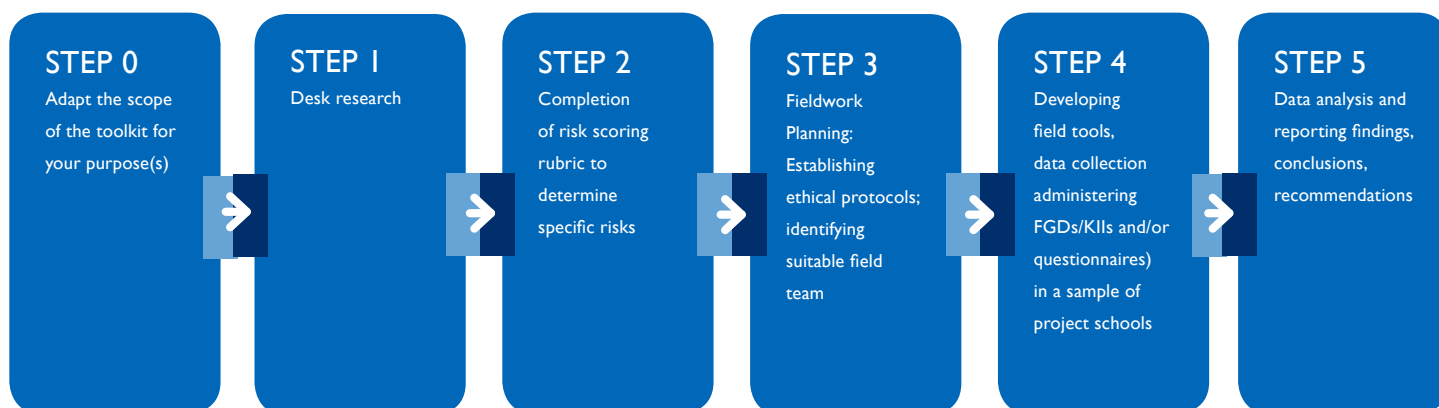 STEP 0
Adapt the scope
of the toolkit for
your purpose(s)
STEP 1
Desk research
STEP 2
Completion
of risk scoring
rubric to
determine
specific risks
STEP 3
Fieldwork
Planning:
Establishing
ethical protocols;
identifying
suitable field
team
STEP 4
Developing
field tools,
data collection
administering
FGDs/KIIs and/or
questionnaires)
in a sample of
project schools
STEP 5
Data analysis and
reporting findings,
conclusions,
recommendations